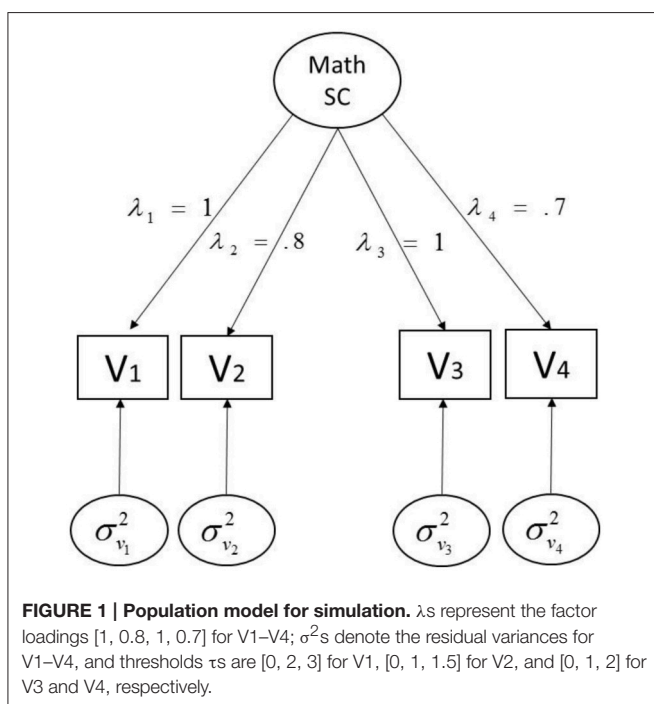 Math
SC
λ₁ = 1
λ₂ = .8
λ₃ = 1
λ₄ = .7
V1
V2
V3
V4
σ²ᵥ₁
σ²ᵥ₂
σ²ᵥ₃
σ²ᵥ₄
FIGURE 1 | Population model for simulation. λs represent the factor
loadings [1, 0.8, 1, 0.7] for V1–V4; σ²s denote the residual variances for
V1–V4, and thresholds τs are [0, 2, 3] for V1, [0, 1, 1.5] for V2, and [0, 1, 2] for
V3 and V4, respectively.